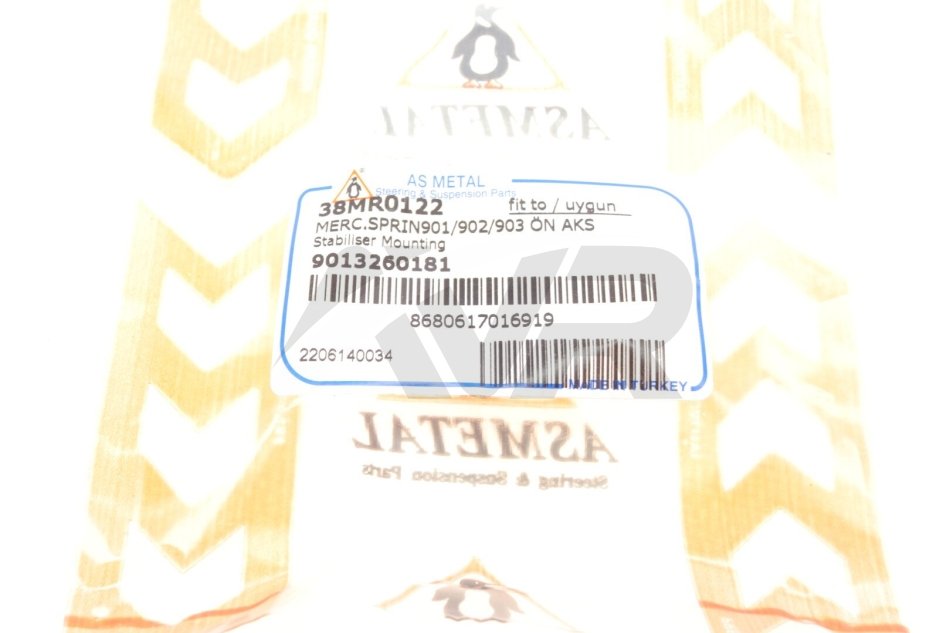 ASMETAL
AS METAL
Steering & Suspension Parts
38MR0122 fit to / uygun
MERC.SPRIN901/902/903 ÖN AKS
Stabiliser Mounting
9013260181
8680617016919
2206140034
MADE IN TURKEY
ASMETAL
Steering & Suspension Parts